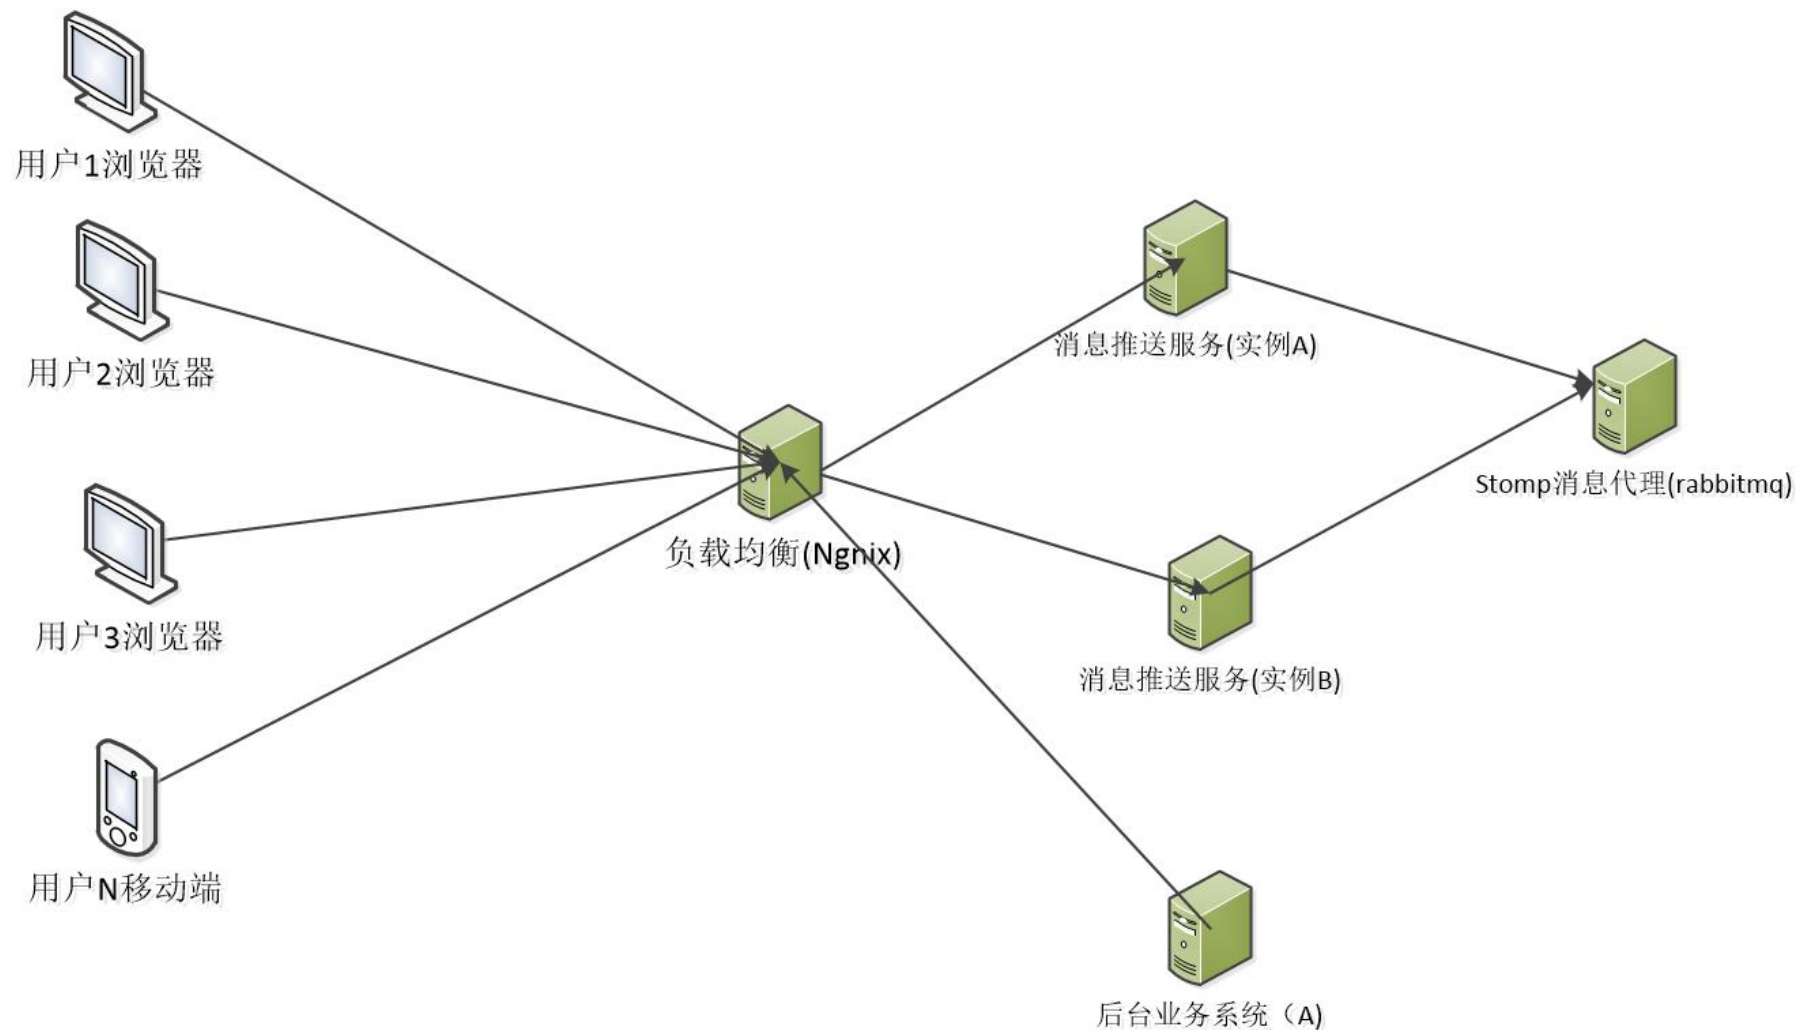 用户1浏览器
用户2浏览器
消息推送服务(实例A)
Stomp消息代理(rabbitmq)
负载均衡(Ngnix)
用户3浏览器
消息推送服务(实例B)
用户N移动端
后台业务系统（A)